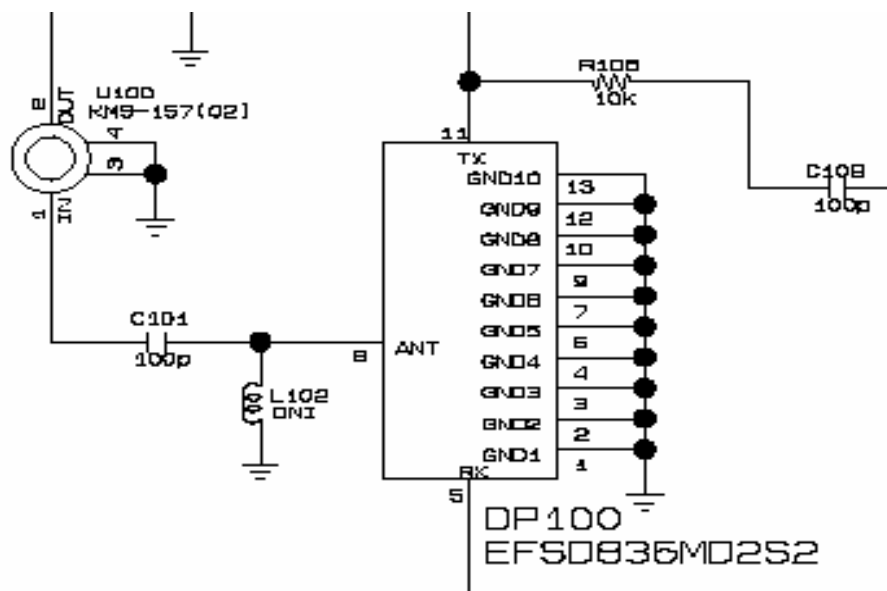 2
OUT
U100
KMS-157(02)
4
3
1
IN
R106
10k
11
TX
GND10
13
GND9
12
GND8
10
GND7
9
GND6
7
GND5
6
GND4
4
GND3
3
GND2
2
GND1
1
C108
100p
C101
100p
8
ANT
L102
DNI
RX
5
DP100
EFSD836MD2S2